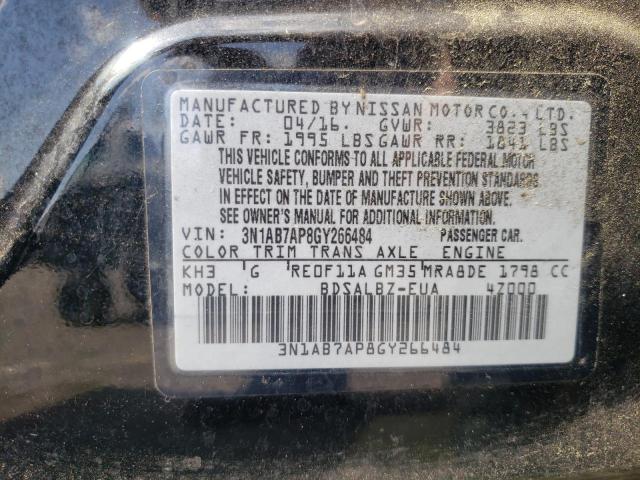 MANUFACTURED BY NISSAN MOTOR CO., LTD.
DATE: 04/16. GVWR: 3823 LBS
GAWR FR: 1995 LBS GAWR RR: 1841 LBS
THIS VEHICLE CONFORMS TO ALL APPLICABLE FEDERAL MOTOR
VEHICLE SAFETY, BUMPER AND THEFT PREVENTION STANDARDS
IN EFFECT ON THE DATE OF MANUFACTURE SHOWN ABOVE.
SEE OWNER'S MANUAL FOR ADDITIONAL INFORMATION.
VIN: 3N1AB7AP8GY266484 PASSENGER CAR.
COLOR TRIM TRANS AXLE ENGINE
KH3 G RE0F11A GM35 MRA8DE 1798 CC
MODEL: BDSALBZ-EUA 4Z000
3N1AB7AP8GY266484